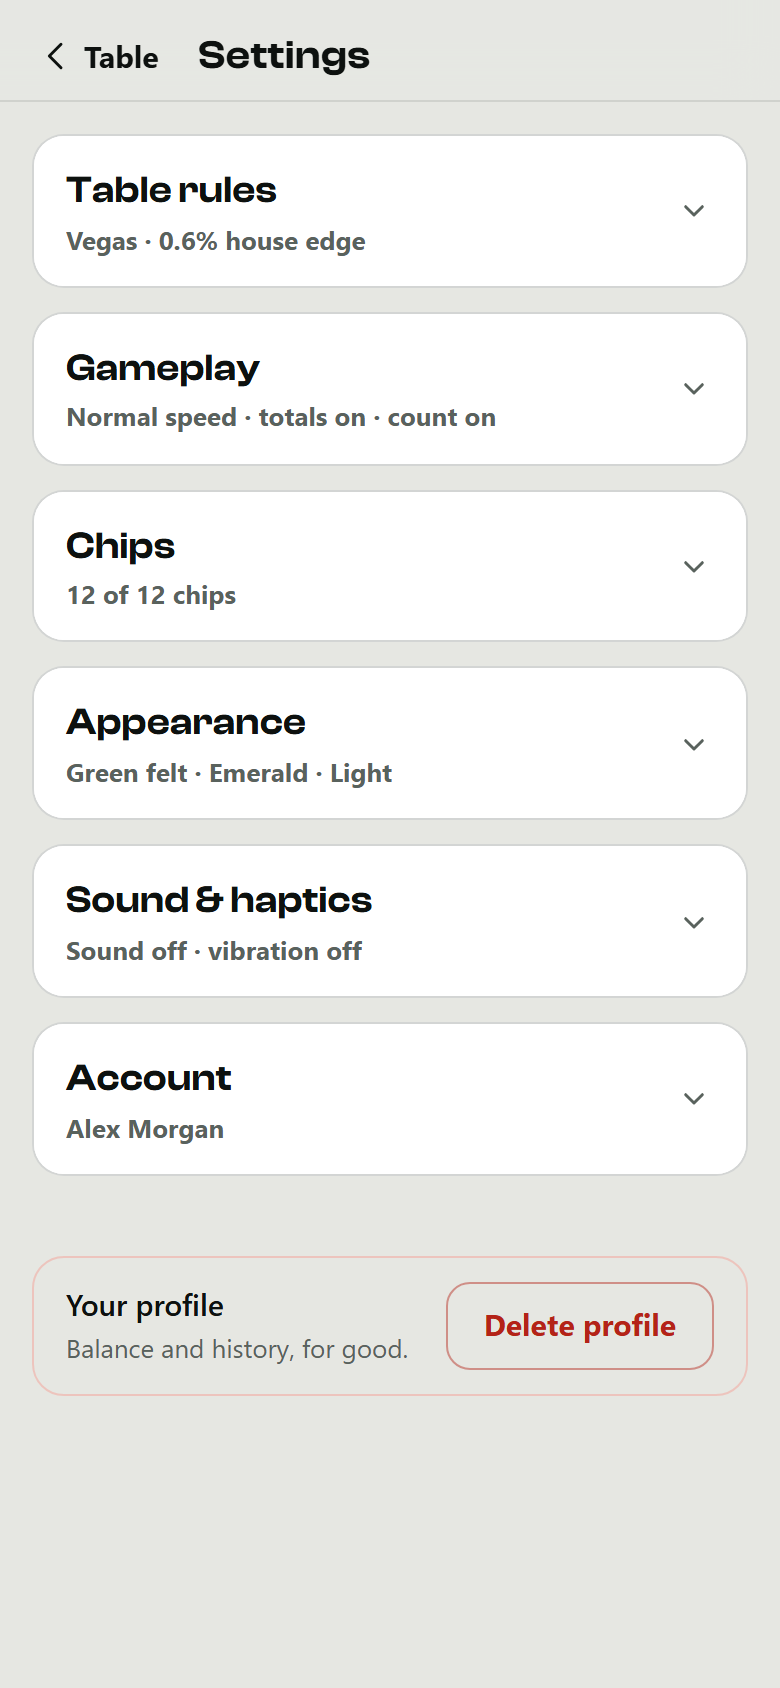 Table Settings
Table rules
Vegas · 0.6% house edge
Gameplay
Normal speed · totals on · count on
Chips
12 of 12 chips
Appearance
Green felt · Emerald · Light
Sound & haptics
Sound off · vibration off
Account
Alex Morgan
Your profile
Balance and history, for good.
Delete profile